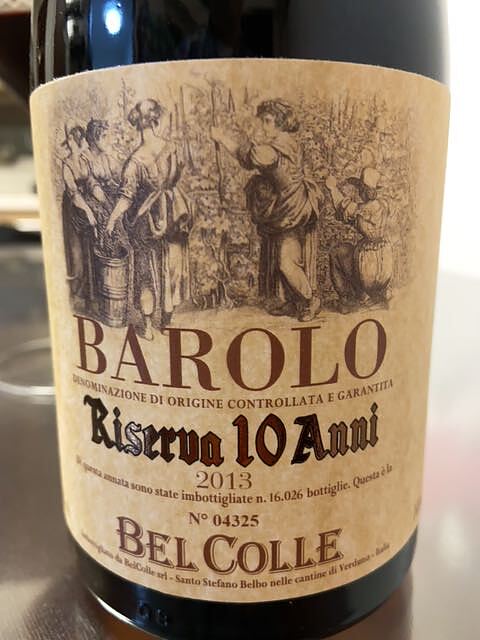 BAROLO
DENOMINAZIONE DI ORIGINE CONTROLLATA E GARANTITA
Riserva 10 Anni
2013
Di questa annata sono state imbottigliate n. 16.026 bottiglie. Questa è la
N° 04325
BEL COLLE
Imbottigliato da BelColle srl - Santo Stefano Belbo nelle cantine di Verduno - Italia